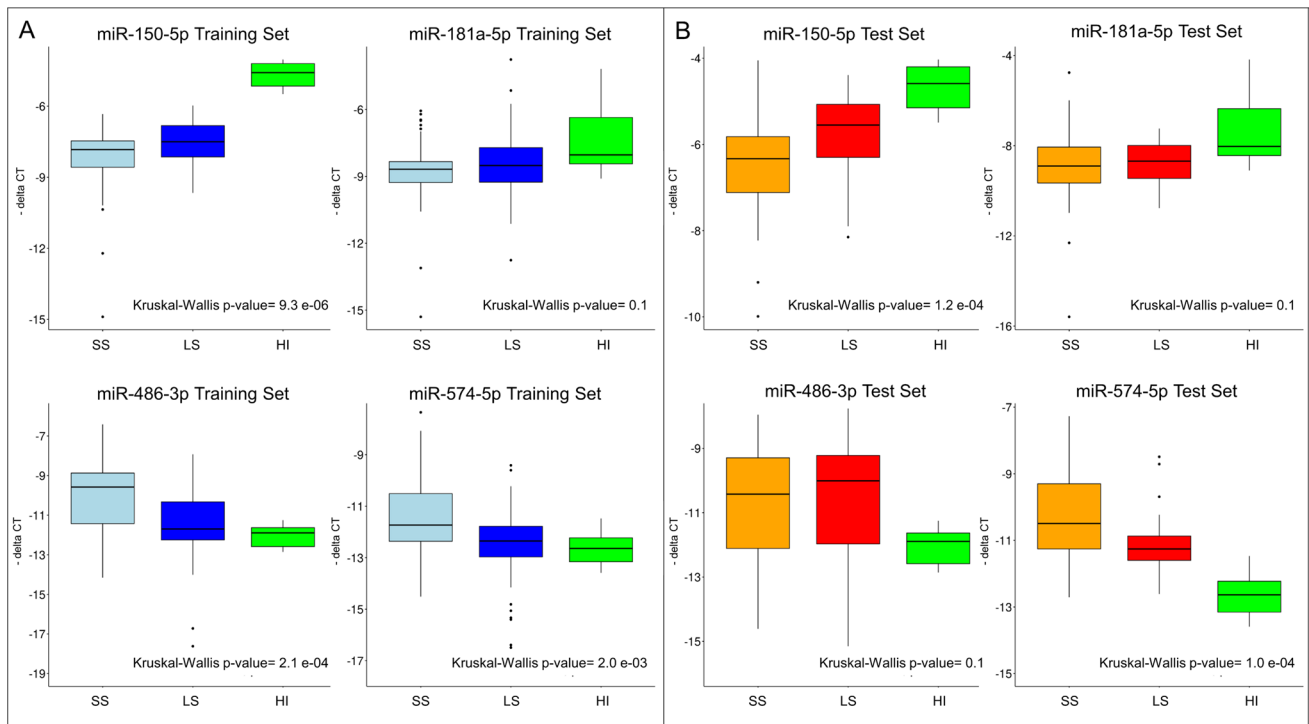 A
miR-150-5p Training Set
- delta CT
-6
-9
-12
-15
Kruskal-Wallis p-value= 9.3 e-06
SS LS HI
miR-181a-5p Training Set
- delta CT
-6
-9
-12
-15
Kruskal-Wallis p-value= 0.1
SS LS HI
miR-486-3p Training Set
- delta CT
-7
-9
-11
-13
-15
-17
-19
Kruskal-Wallis p-value= 2.1 e-04
SS LS HI
miR-574-5p Training Set
- delta CT
-9
-11
-13
-15
-17
Kruskal-Wallis p-value= 2.0 e-03
SS LS HI
B
miR-150-5p Test Set
- delta CT
-4
-6
-8
-10
Kruskal-Wallis p-value= 1.2 e-04
SS LS HI
miR-181a-5p Test Set
- delta CT
-4
-8
-12
-16
Kruskal-Wallis p-value= 0.1
SS LS HI
miR-486-3p Test Set
- delta CT
-9
-11
-13
-15
Kruskal-Wallis p-value= 0.1
SS LS HI
miR-574-5p Test Set
- delta CT
-7
-9
-11
-13
-15
Kruskal-Wallis p-value= 1.0 e-04
SS LS HI